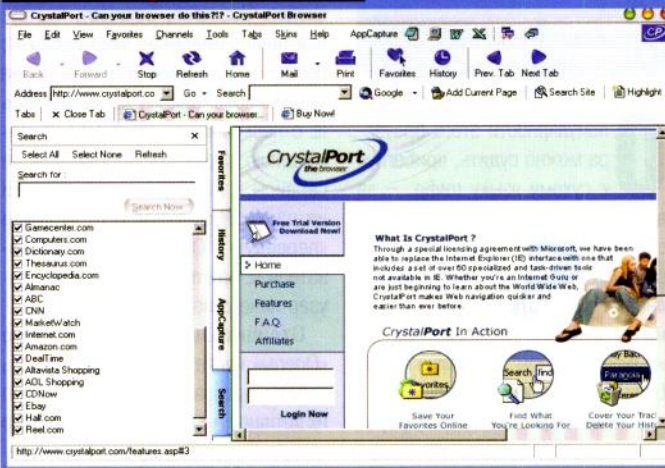 CrystalPort - Can your browser do this?!? - CrystalPort Browser
File Edit View Favorites Channels Tools Tabs Skins Help AppCapture
CP
Back Forward Stop Refresh Home Mail Print Favorites History Prev. Tab Next Tab
Address http://www.crystalport.co Go Search Google Add Current Page Search Site Highlight
Tabs Close Tab CrystalPort - Can your browser... Buy Now!
Search
Select All Select None Refresh
Search for :
Search Now
Gamecenter.com
Computers.com
Dictionary.com
Thesaurus.com
Encyclopedia.com
Almanac
ABC
CNN
MarketWatch
Internet.com
Amazon.com
DealTime
Altavista Shopping
AOL Shopping
CDNow
Ebay
Half.com
Reel.com
Favorites
History
AppCapture
Search
CrystalPort
the browser
Free Trial Version
Download Now!
Home
Purchase
Features
F.A.Q.
Affiliates
Login Now
What Is CrystalPort ?
Through a special licensing agreement with Microsoft, we have been
able to replace the Internet Explorer (IE) interface with one that
includes a set of over 60 specialized and task-driven tools
not available in IE. Whether you're an Internet Guru or
are just beginning to learn about the World Wide Web,
CrystalPort makes Web navigation quicker and
easier than ever before.
CrystalPort In Action
Favorites
Search find
Paranoia
Save Your
Favorites Online
Find What
You're Looking For
Cover Your Trac
Delete Your Hist
http://www.crystalport.com/features.asp#3